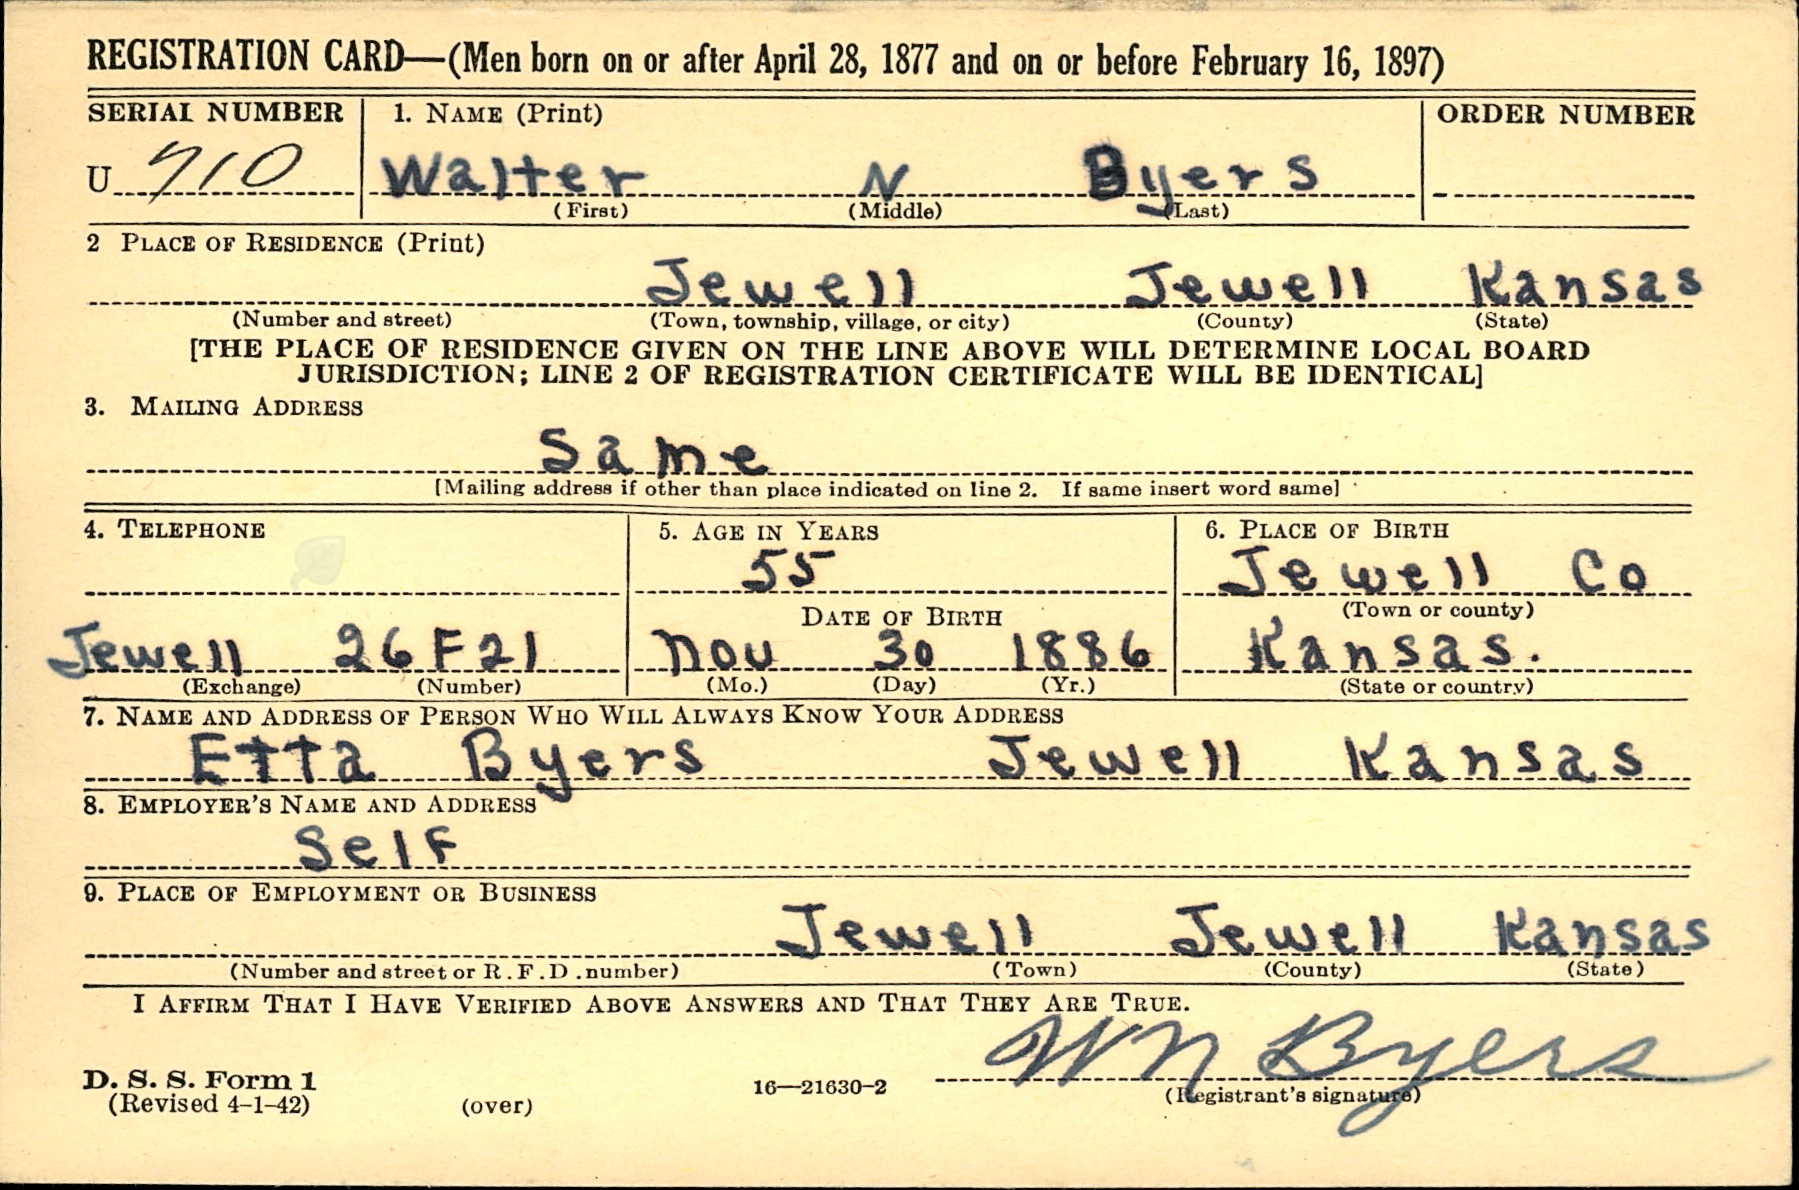 REGISTRATION CARD—(Men born on or after April 28, 1877 and on or before February 16, 1897)
SERIAL NUMBER 1. NAME (Print) ORDER NUMBER
U 710 Walter N Byers
(First) (Middle) (Last)
2 PLACE OF RESIDENCE (Print)
Jewell Jewell Kansas
(Number and street) (Town, township, village, or city) (County) (State)
[THE PLACE OF RESIDENCE GIVEN ON THE LINE ABOVE WILL DETERMINE LOCAL BOARD
JURISDICTION; LINE 2 OF REGISTRATION CERTIFICATE WILL BE IDENTICAL]
3. MAILING ADDRESS
Same
[Mailing address if other than place indicated on line 2. If same insert word same]
4. TELEPHONE 5. AGE IN YEARS 6. PLACE OF BIRTH
55 Jewell Co
DATE OF BIRTH (Town or county)
Jewell 26F21 Nov 30 1886 Kansas.
(Exchange) (Number) (Mo.) (Day) (Yr.) (State or country)
7. NAME AND ADDRESS OF PERSON WHO WILL ALWAYS KNOW YOUR ADDRESS
Etta Byers Jewell Kansas
8. EMPLOYER'S NAME AND ADDRESS
Self
9. PLACE OF EMPLOYMENT OR BUSINESS
Jewell Jewell Kansas
(Number and street or R.F.D. number) (Town) (County) (State)
I AFFIRM THAT I HAVE VERIFIED ABOVE ANSWERS AND THAT THEY ARE TRUE.
W N Byers
D. S. S. Form 1
(Revised 4-1-42) (over) 16—21630-2 (Registrant's signature)